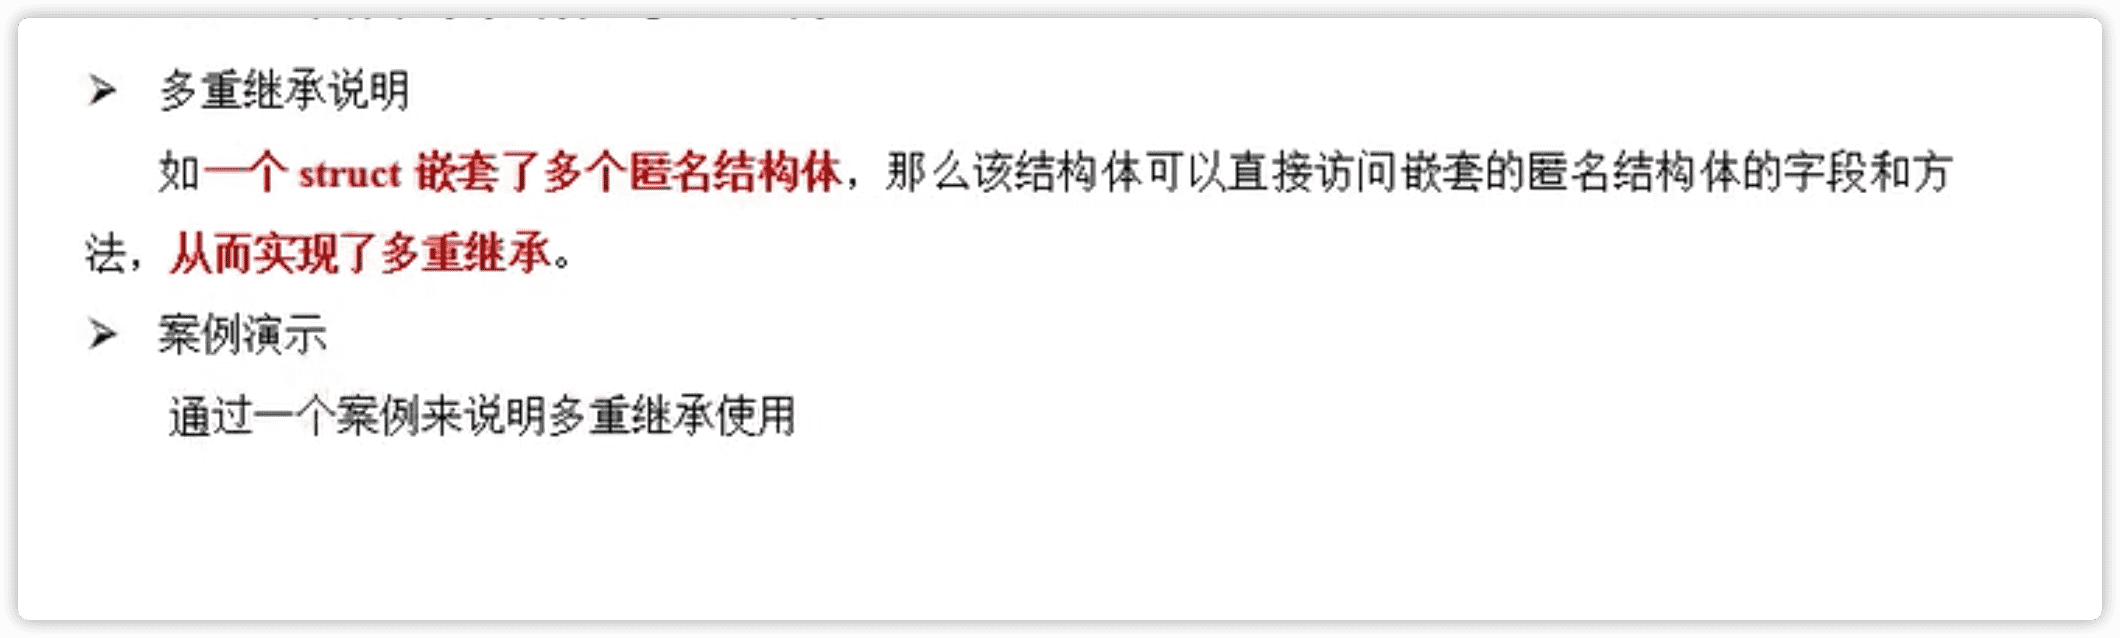 ➢ 多重继承说明
如一个 struct 嵌套了多个匿名结构体，那么该结构体可以直接访问嵌套的匿名结构体的字段和方
法，从而实现了多重继承。
➢ 案例演示
通过一个案例来说明多重继承使用